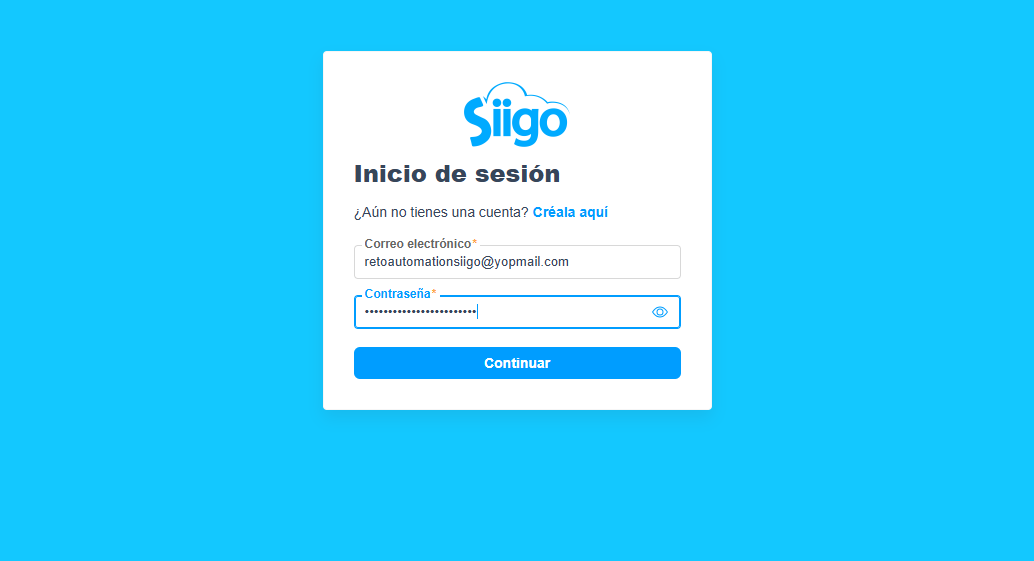 Siigo
Inicio de sesión
¿Aún no tienes una cuenta? Créala aquí
Correo electrónico*
retoautomationsiigo@yopmail.com
Contraseña*
••••••••••••••••••••••••
Continuar